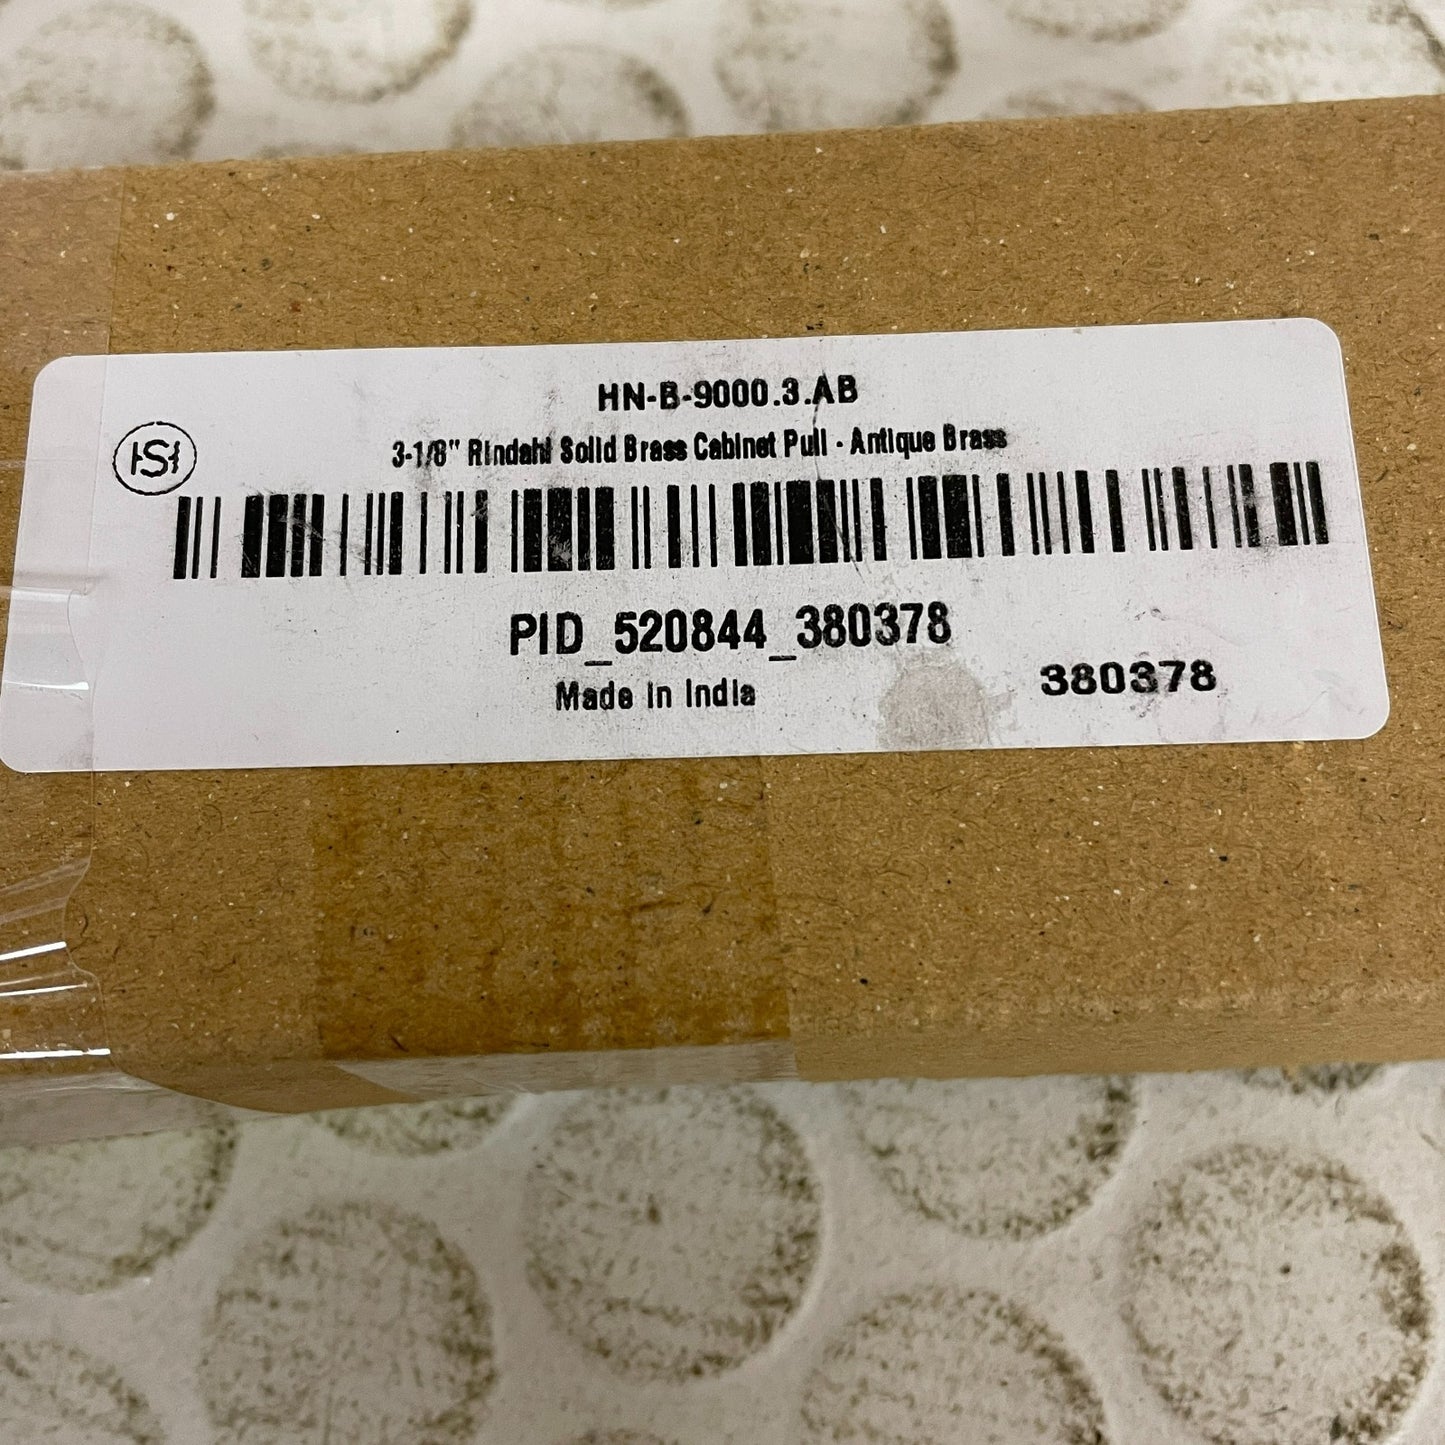 HN-B-9000.3.AB
HSH
3-1/8" Rindahl Solid Brass Cabinet Pull - Antique Brass
PID_520844_380378
Made in India
380378